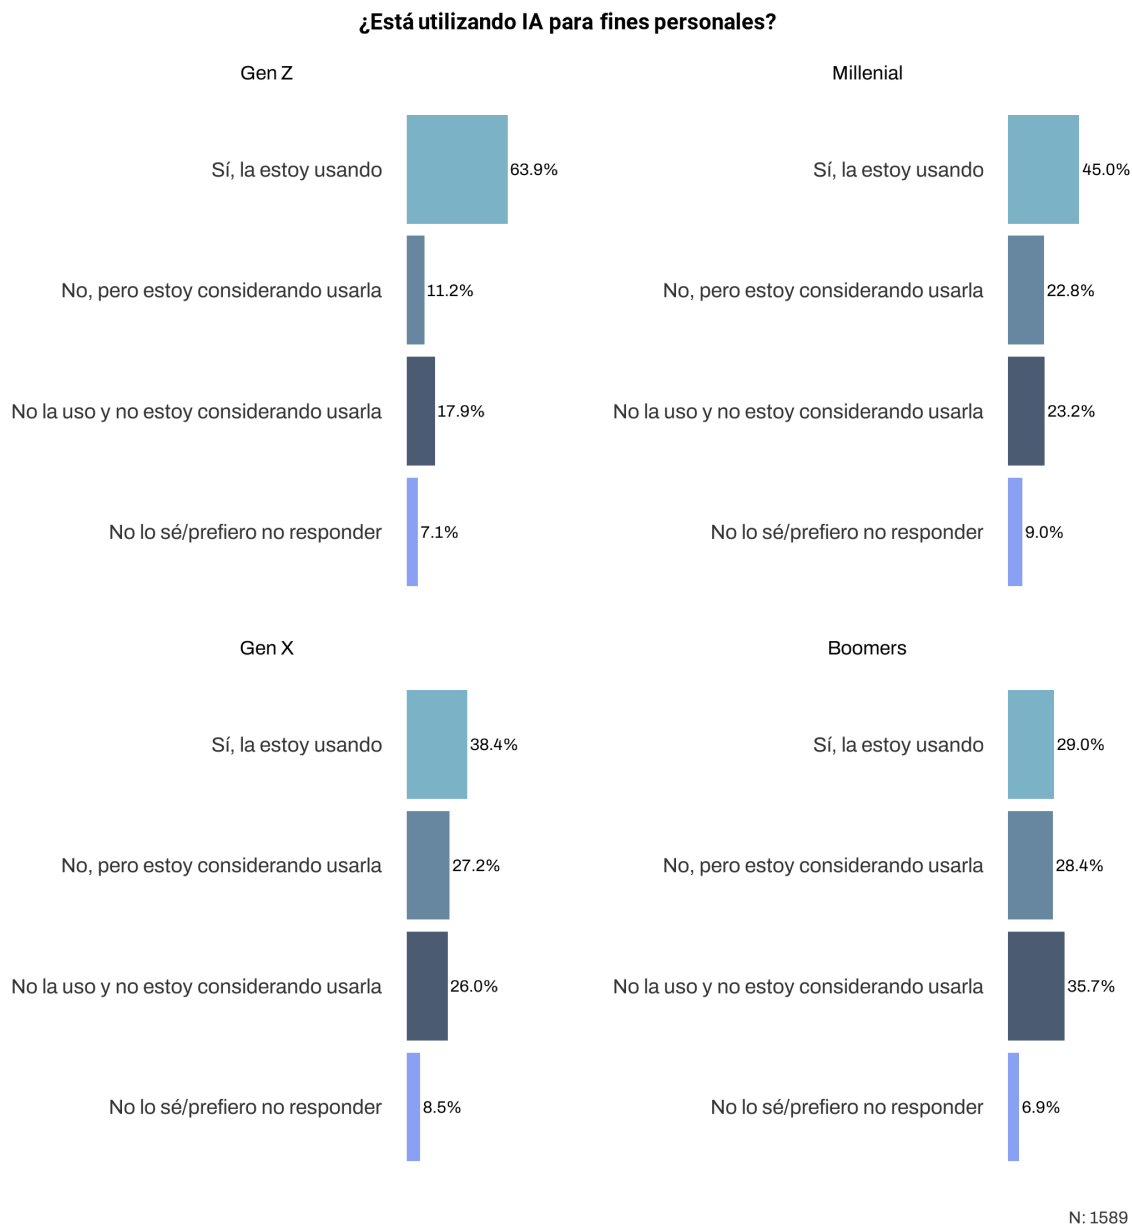 ¿Está utilizando IA para fines personales?
Gen Z
Sí, la estoy usando 63.9%
No, pero estoy considerando usarla 11.2%
No la uso y no estoy considerando usarla 17.9%
No lo sé/prefiero no responder 7.1%
Millenial
Sí, la estoy usando 45.0%
No, pero estoy considerando usarla 22.8%
No la uso y no estoy considerando usarla 23.2%
No lo sé/prefiero no responder 9.0%
Gen X
Sí, la estoy usando 38.4%
No, pero estoy considerando usarla 27.2%
No la uso y no estoy considerando usarla 26.0%
No lo sé/prefiero no responder 8.5%
Boomers
Sí, la estoy usando 29.0%
No, pero estoy considerando usarla 28.4%
No la uso y no estoy considerando usarla 35.7%
No lo sé/prefiero no responder 6.9%
N: 1589